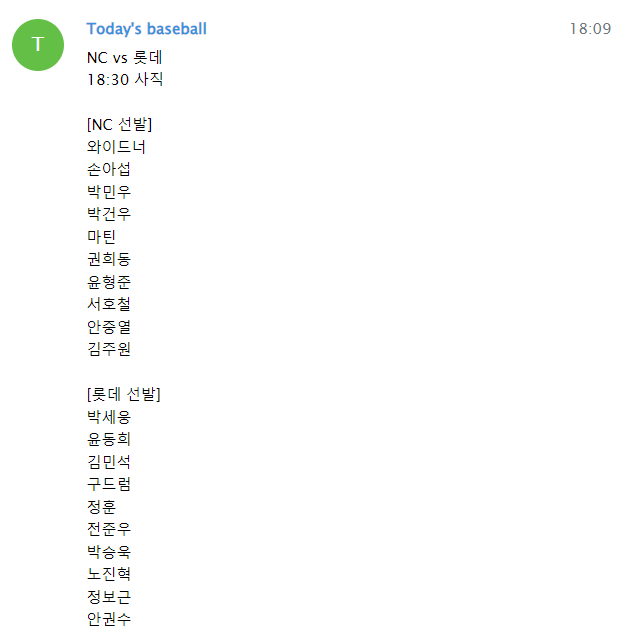 T
Today's baseball
18:09
NC vs 롯데
18:30 사직
[NC 선발]
와이드너
손아섭
박민우
박건우
마틴
권희동
윤형준
서호철
안중열
김주원
[롯데 선발]
박세웅
윤동희
김민석
구드럼
정훈
전준우
박승욱
노진혁
정보근
안권수